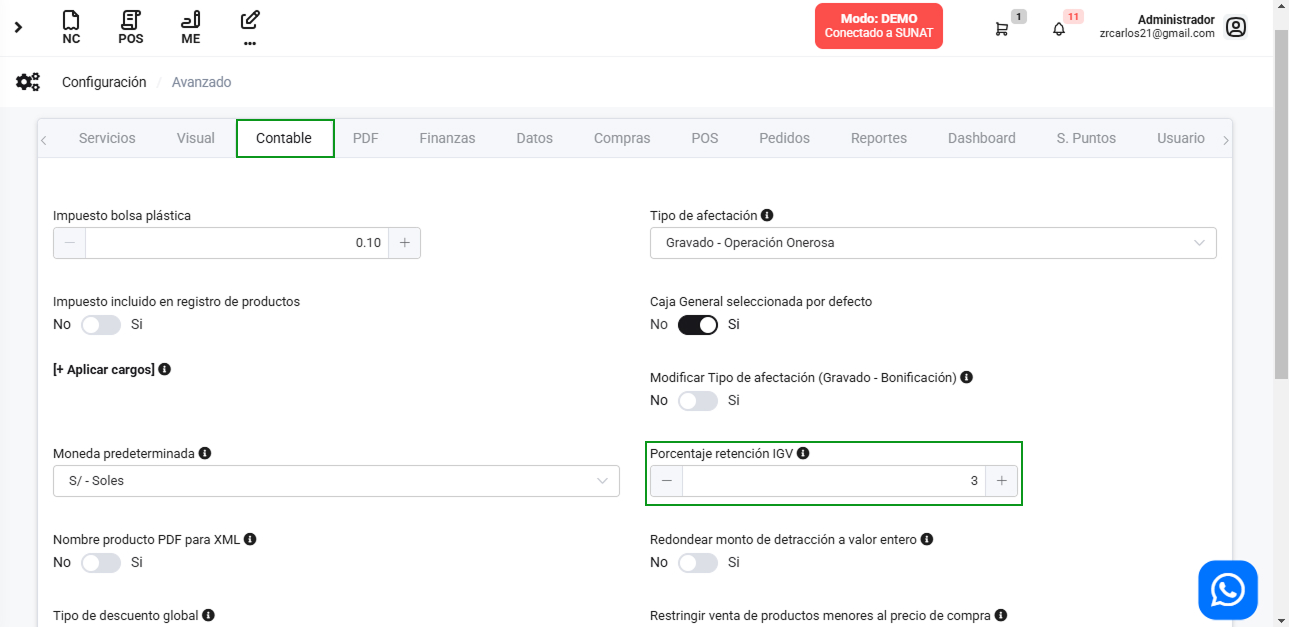 NC
POS
ME
...
Modo: DEMO
Conectado a SUNAT
1
11
Administrador
zrcarlos21@gmail.com
Configuración / Avanzado
Servicios
Visual
Contable
PDF
Finanzas
Datos
Compras
POS
Pedidos
Reportes
Dashboard
S. Puntos
Usuario
Impuesto bolsa plástica
0.10
Tipo de afectación
Gravado - Operación Onerosa
Impuesto incluido en registro de productos
No Si
Caja General seleccionada por defecto
No Si
[+ Aplicar cargos]
Modificar Tipo de afectación (Gravado - Bonificación)
No Si
Moneda predeterminada
S/ - Soles
Porcentaje retención IGV
3
Nombre producto PDF para XML
No Si
Redondear monto de detracción a valor entero
No Si
Tipo de descuento global
Restringir venta de productos menores al precio de compra